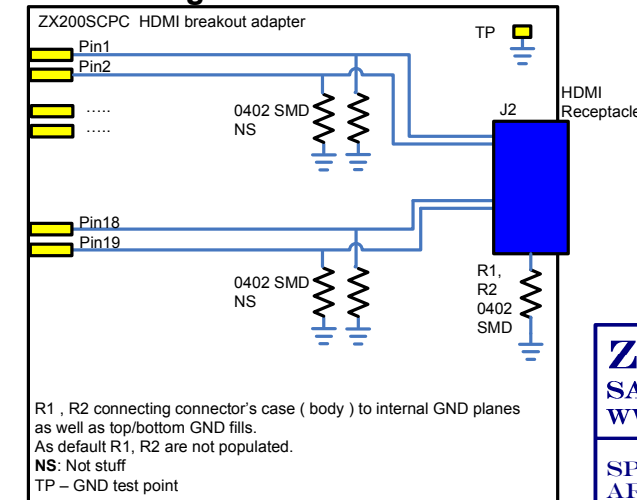 ZX200SCPC HDMI breakout adapter
TP
Pin1
Pin2
.....
.....
0402 SMD
NS
J2
HDMI
Receptacle
Pin18
Pin19
0402 SMD
NS
R1,
R2
0402
SMD
R1 , R2 connecting connector's case ( body ) to internal GND planes
as well as top/bottom GND fills.
As default R1, R2 are not populated.
NS: Not stuff
TP – GND test point